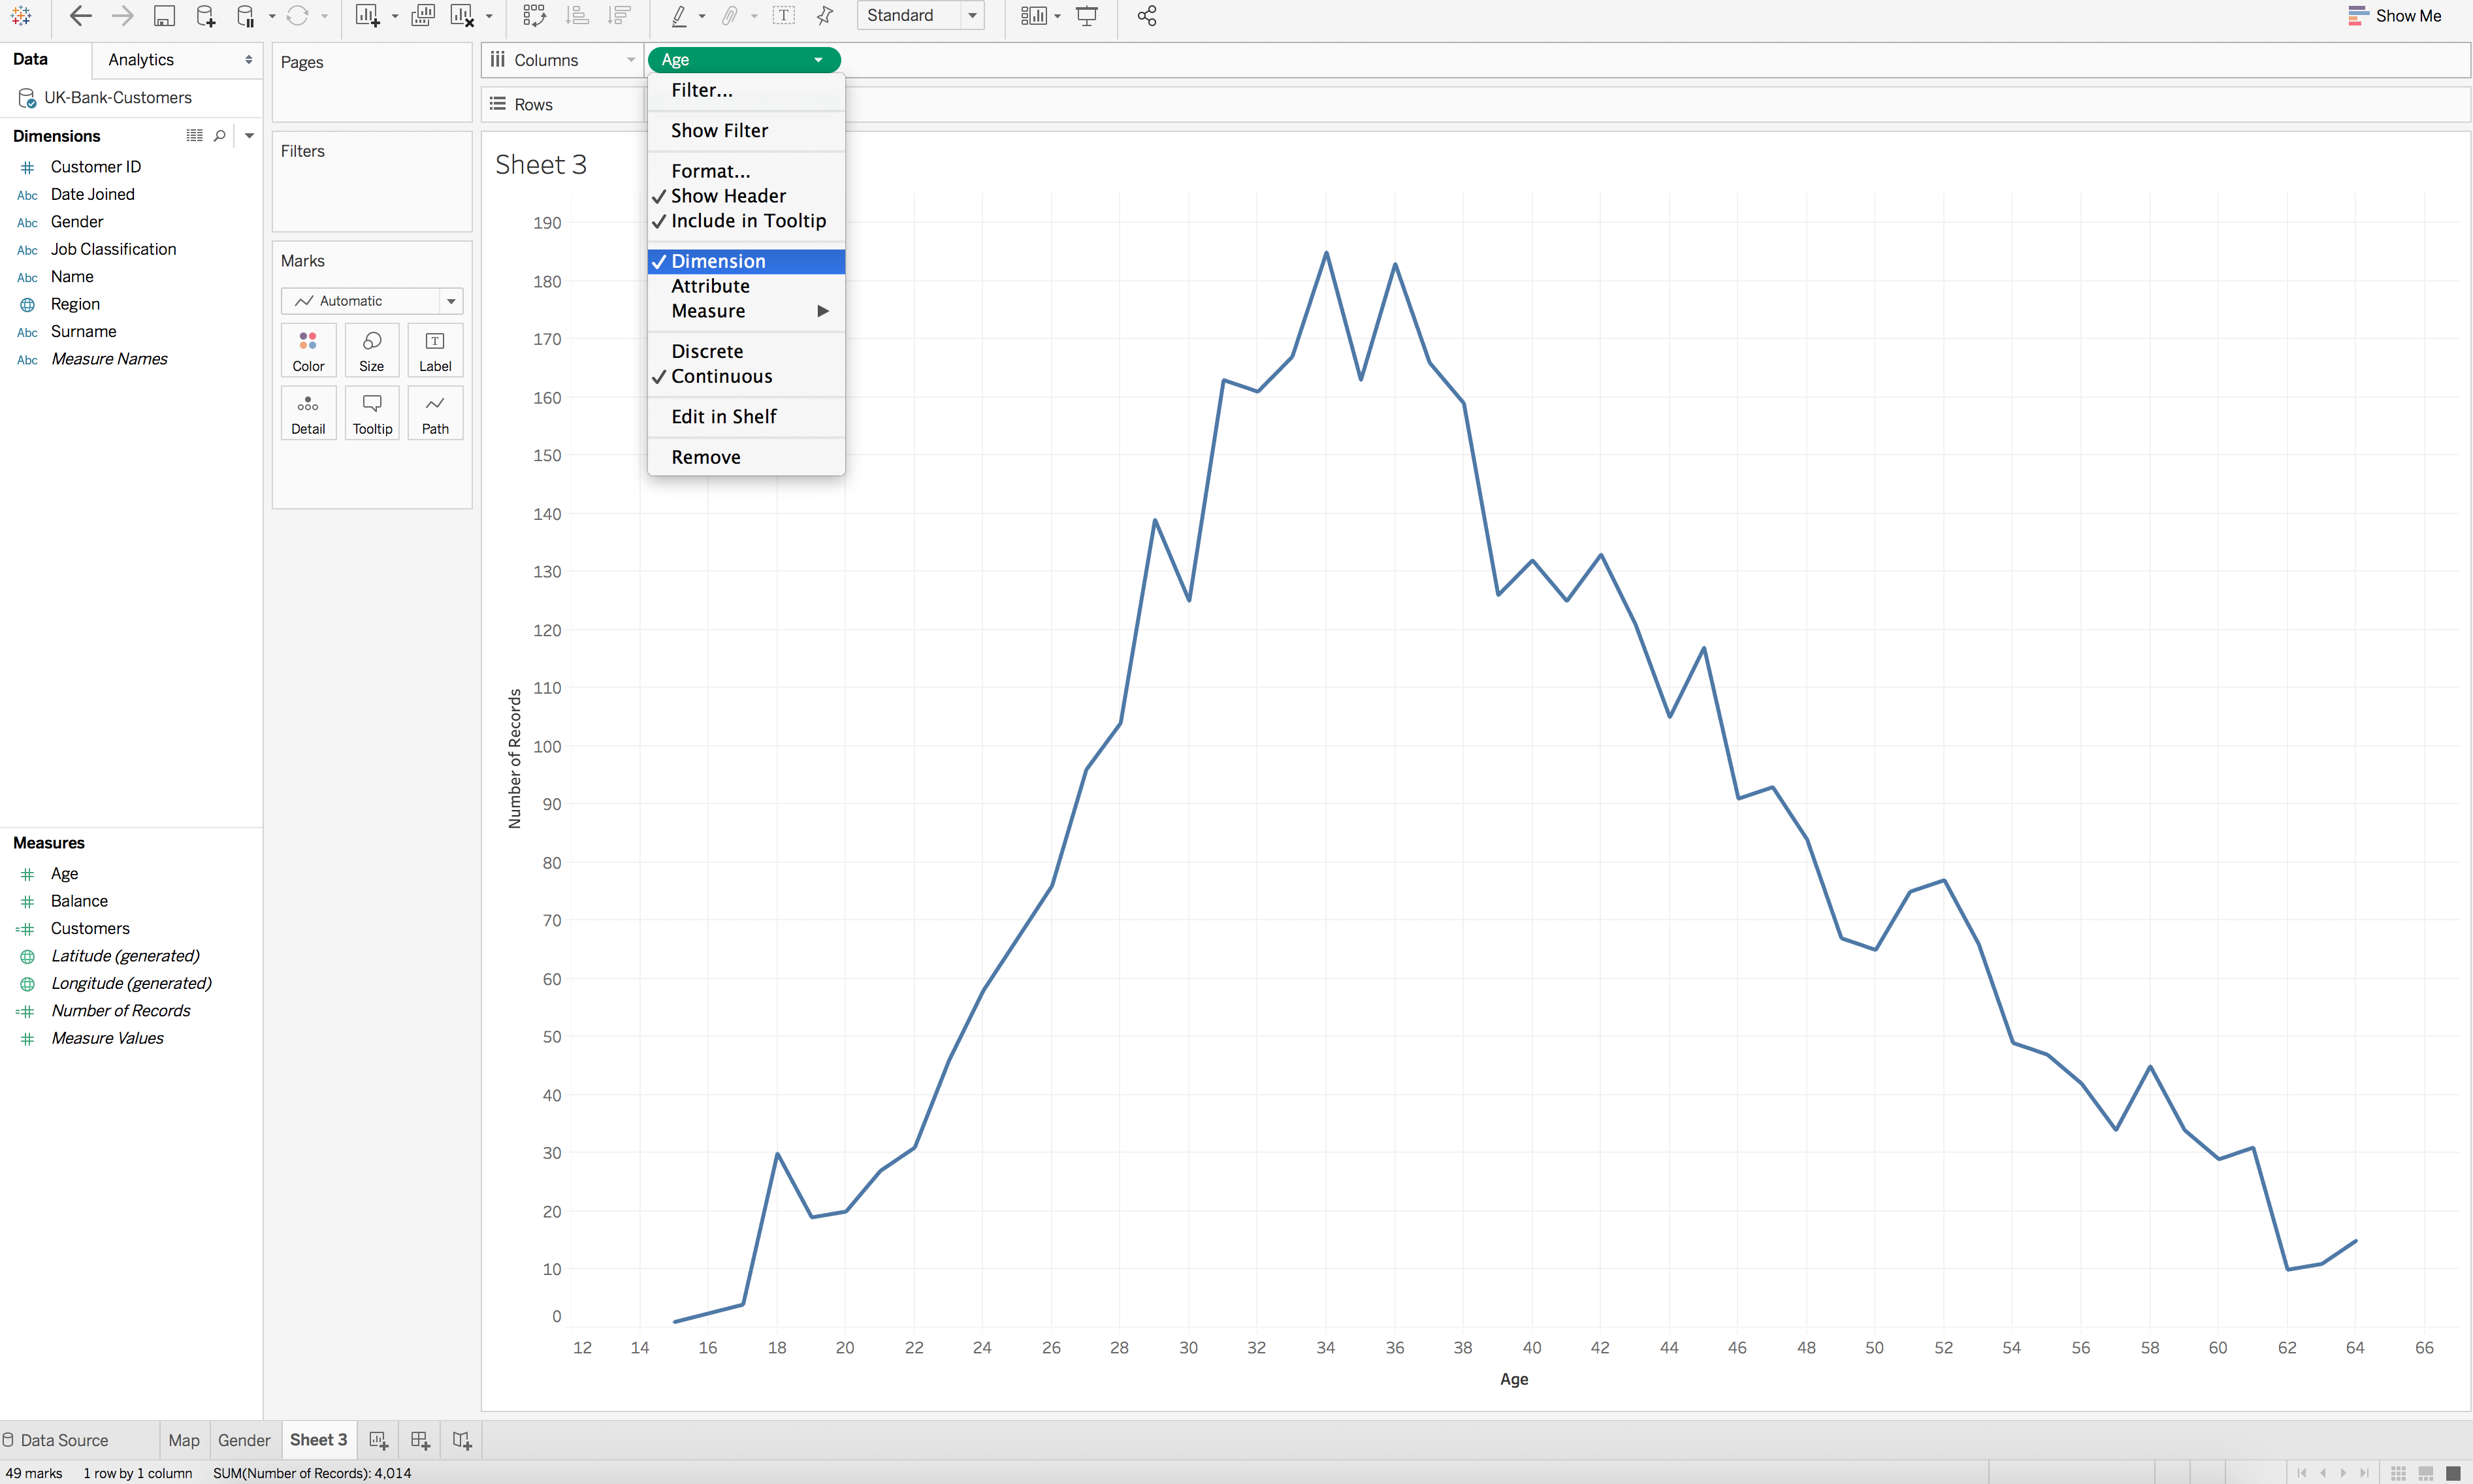 Standard
Show Me
Data
Analytics
UK-Bank-Customers
Dimensions
Customer ID
Abc Date Joined
Abc Gender
Abc Job Classification
Abc Name
Region
Abc Surname
Abc Measure Names
Measures
Age
Balance
Customers
Latitude (generated)
Longitude (generated)
Number of Records
Measure Values
Pages
Filters
Marks
Automatic
Color Size Label
Detail Tooltip Path
Columns
Age
Rows
Filter...
Show Filter
Format...
Show Header
Include in Tooltip
Dimension
Attribute
Measure
Discrete
Continuous
Edit in Shelf
Remove
Sheet 3
Number of Records
190
180
170
160
150
140
130
120
110
100
90
80
70
60
50
40
30
20
10
0
12 14 16 18 20 22 24 26 28 30 32 34 36 38 40 42 44 46 48 50 52 54 56 58 60 62 64 66
Age
Data Source Map Gender Sheet 3
49 marks 1 row by 1 column SUM(Number of Records): 4,014